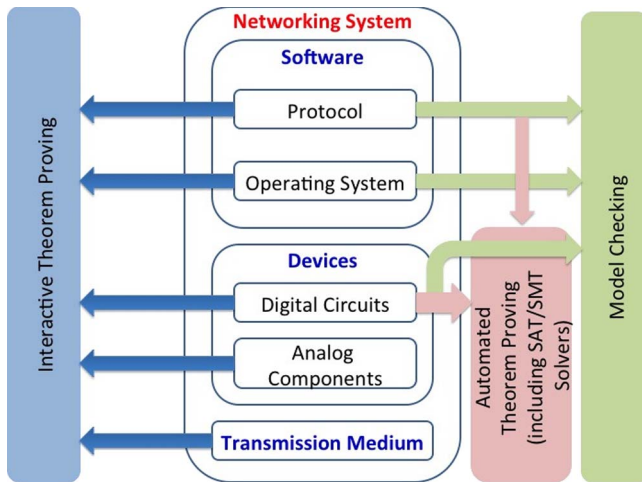 Networking System
Software
Protocol
Operating System
Devices
Digital Circuits
Analog
Components
Transmission Medium
Interactive Theorem Proving
Automated
Theorem Proving
(including SAT/SMT
Solvers)
Model Checking